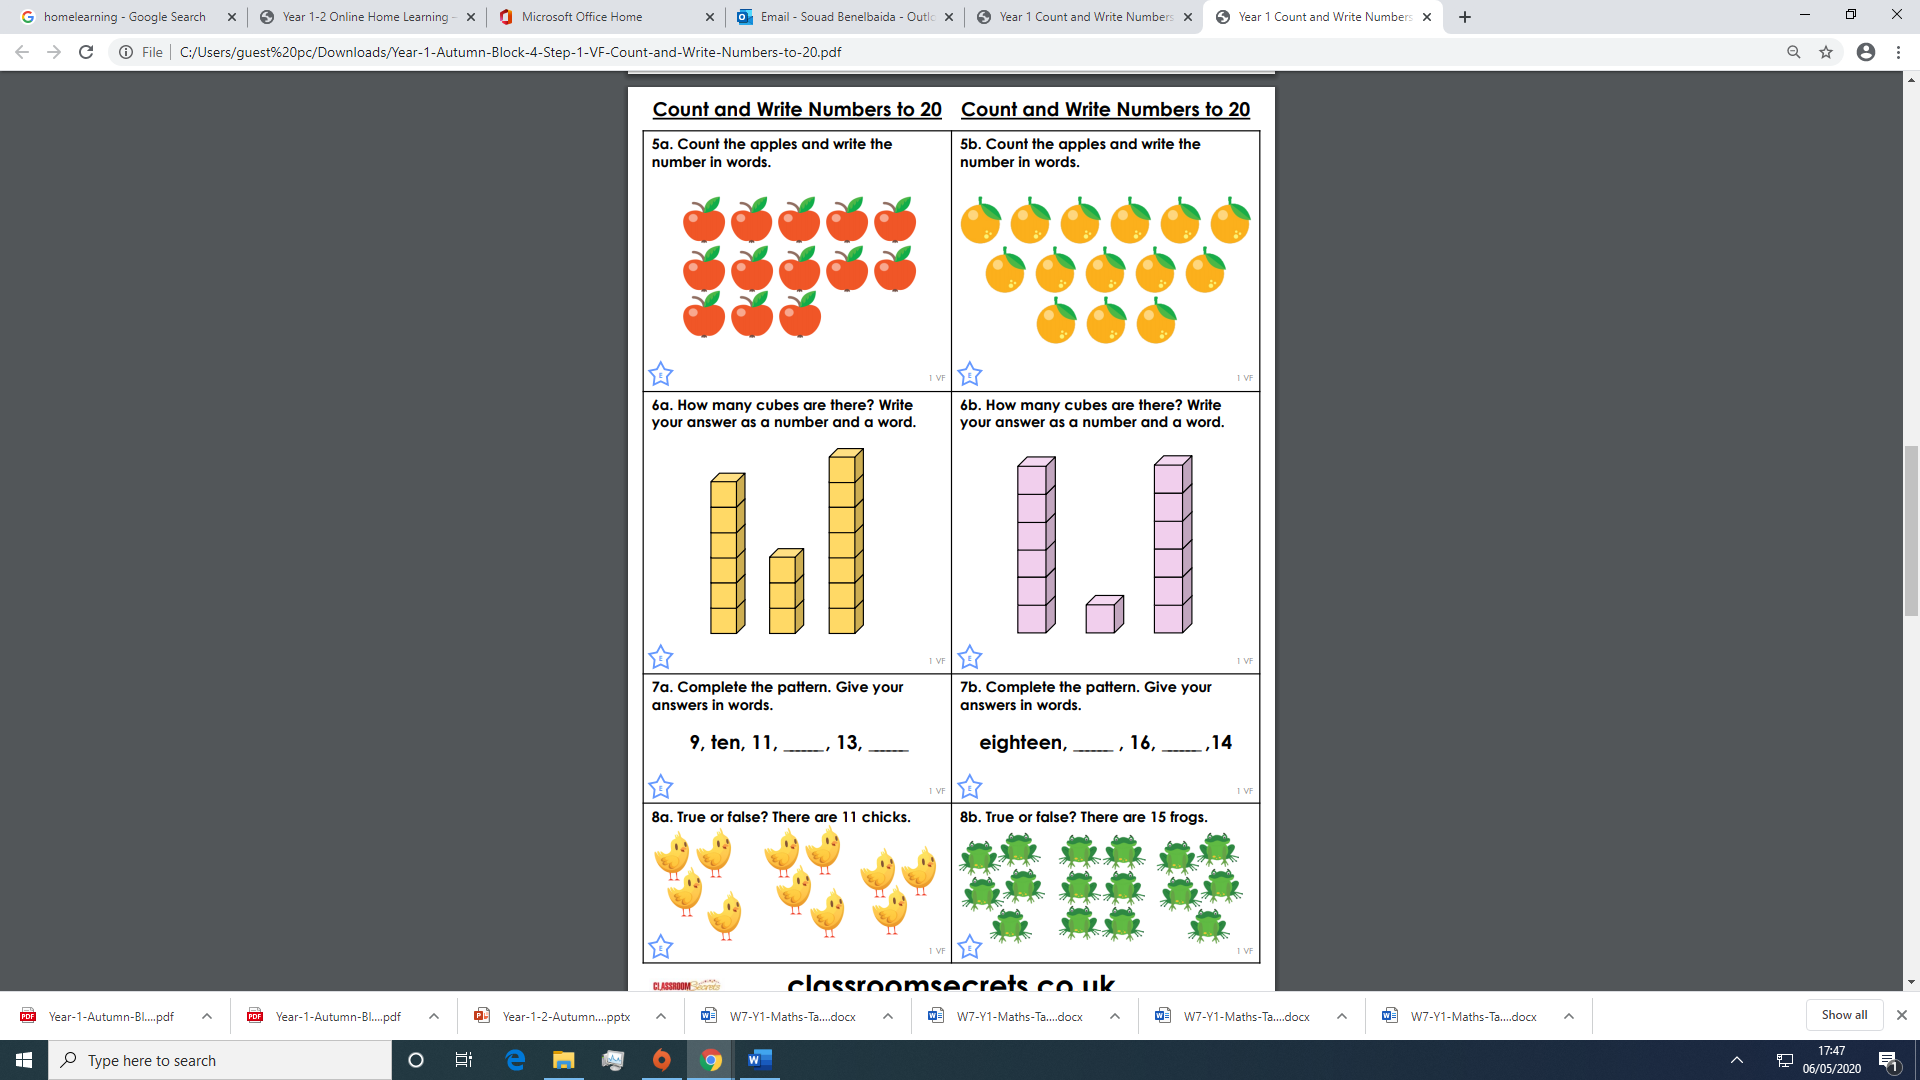 homelearning - Google Search
Year 1-2 Online Home Learning -
Microsoft Office Home
Email - Souad Benelbaida - Outlo
Year 1 Count and Write Numbers
Year 1 Count and Write Numbers
File
C:/Users/guest%20pc/Downloads/Year-1-Autumn-Block-4-Step-1-VF-Count-and-Write-Numbers-to-20.pdf
Count and Write Numbers to 20
Count and Write Numbers to 20
5a. Count the apples and write the
number in words.
E
1 VF
5b. Count the apples and write the
number in words.
E
1 VF
6a. How many cubes are there? Write
your answer as a number and a word.
E
1 VF
6b. How many cubes are there? Write
your answer as a number and a word.
E
1 VF
7a. Complete the pattern. Give your
answers in words.
9, ten, 11, _____, 13, _____
E
1 VF
7b. Complete the pattern. Give your
answers in words.
eighteen, _____ , 16, _____ ,14
E
1 VF
8a. True or false? There are 11 chicks.
E
1 VF
8b. True or false? There are 15 frogs.
E
1 VF
CLASSROOM Secrets
classroomsecrets.co.uk
Year-1-Autumn-Bl....pdf
Year-1-Autumn-Bl....pdf
Year-1-2-Autumn....pptx
W7-Y1-Maths-Ta....docx
W7-Y1-Maths-Ta....docx
W7-Y1-Maths-Ta....docx
W7-Y1-Maths-Ta....docx
Show all
Type here to search
17:47
06/05/2020
1